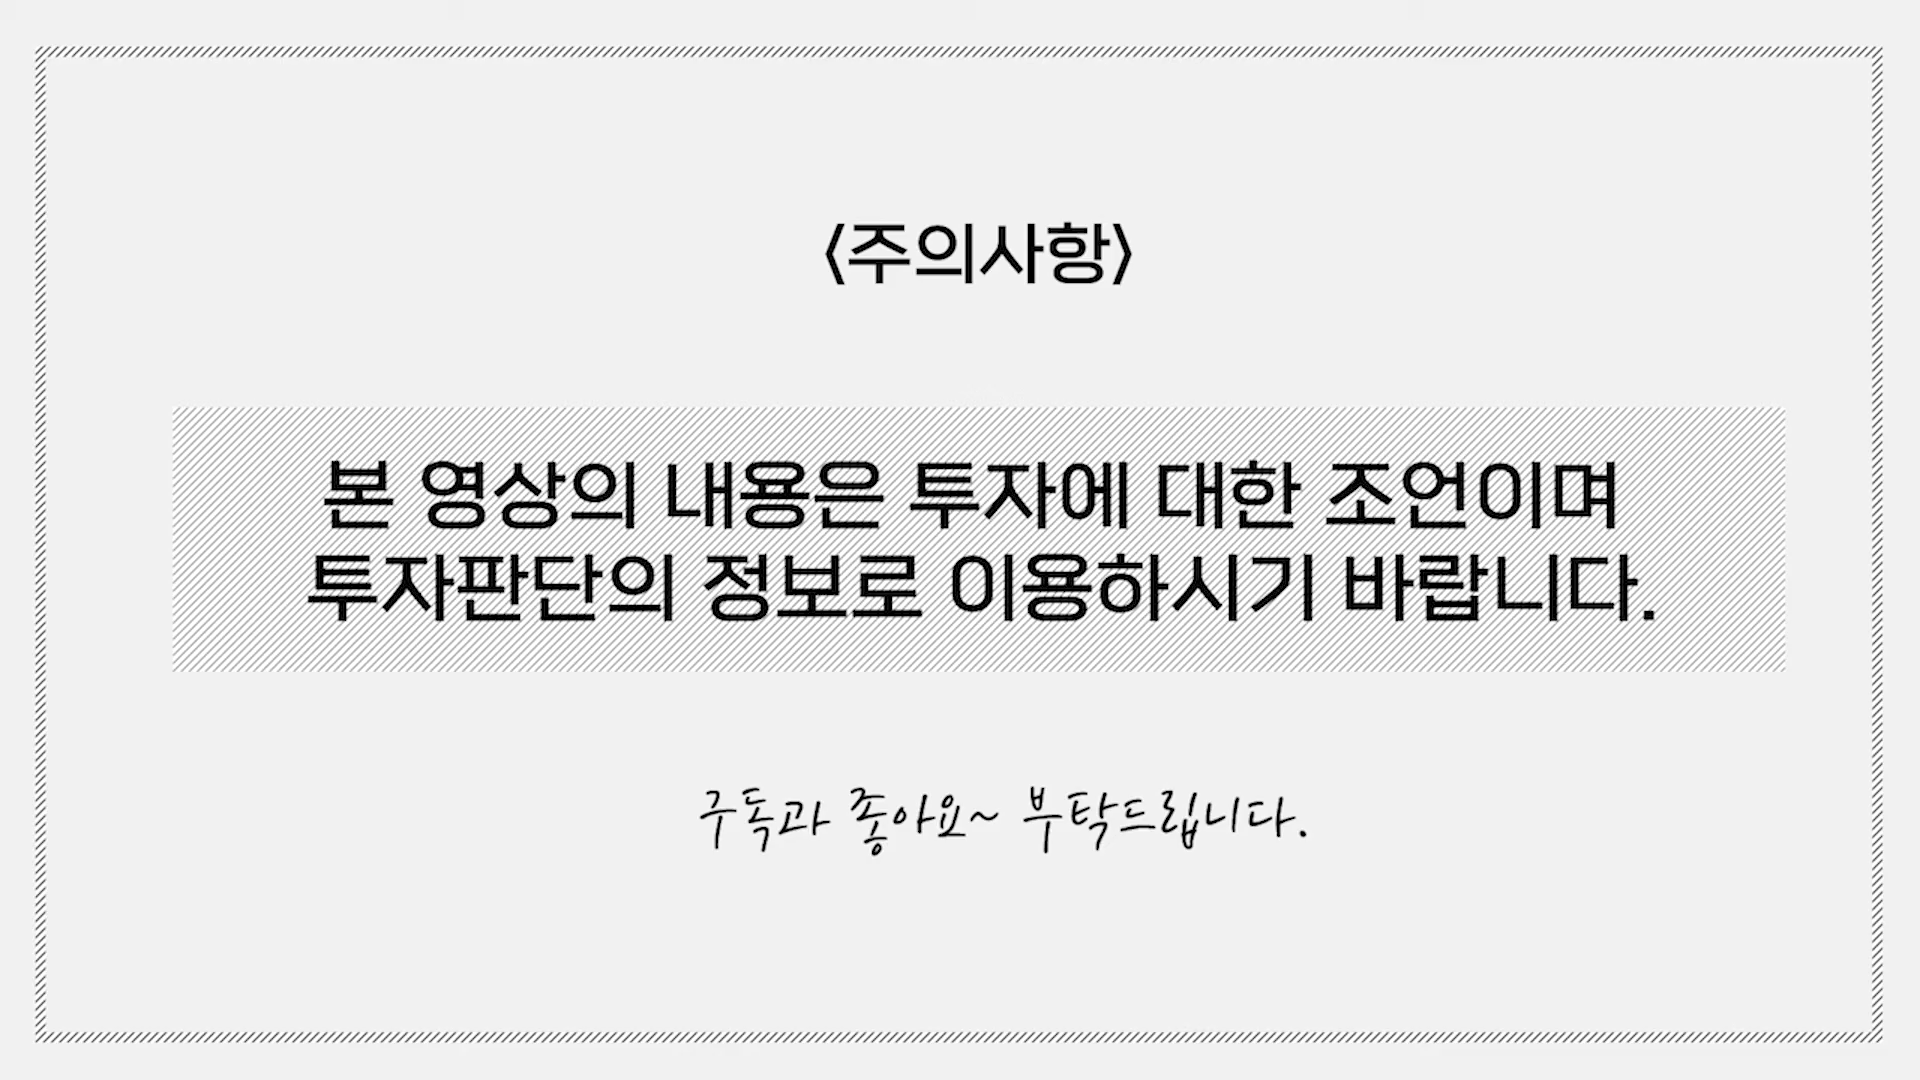 〈주의사항〉
본 영상의 내용은 투자에 대한 조언이며
투자판단의 정보로 이용하시기 바랍니다.
구독과 좋아요~ 부탁드립니다.